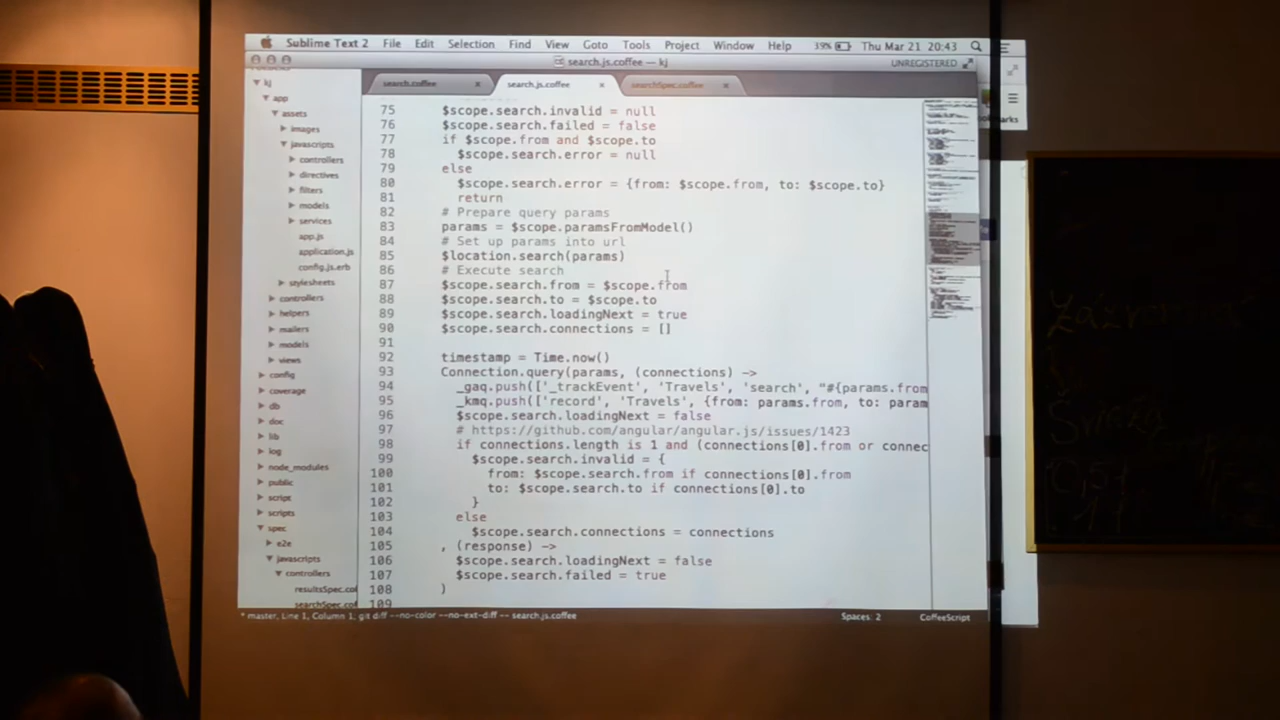 Sublime Text 2 File Edit Selection Find View Goto Tools Project Window Help 39% Thu Mar 21 20:43
search.js.coffee — kj
UNREGISTERED
search.coffee
search.js.coffee
searchSpec.coffee
kj
app
assets
images
javascripts
controllers
directives
filters
models
services
app.js
application.js
config.js.erb
stylesheets
controllers
helpers
mailers
models
views
config
coverage
db
doc
lib
log
node_modules
public
script
scripts
spec
e2e
javascripts
controllers
resultsSpec.cof
searchSpec.cof
75 $scope.search.invalid = null
76 $scope.search.failed = false
77 if $scope.from and $scope.to
78 $scope.search.error = null
79 else
80 $scope.search.error = {from: $scope.from, to: $scope.to}
81 return
82 # Prepare query params
83 params = $scope.paramsFromModel()
84 # Set up params into url
85 $location.search(params)
86 # Execute search
87 $scope.search.from = $scope.from
88 $scope.search.to = $scope.to
89 $scope.search.loadingNext = true
90 $scope.search.connections = []
91
92 timestamp = Time.now()
93 Connection.query(params, (connections) ->
94 _gaq.push(['_trackEvent', 'Travels', 'search', "#{params.from
95 _kmq.push(['record', 'Travels', {from: params.from, to: param
96 $scope.search.loadingNext = false
97 # https://github.com/angular/angular.js/issues/1423
98 if connections.length is 1 and (connections[0].from or connec
99 $scope.search.invalid = {
100 from: $scope.search.from if connections[0].from
101 to: $scope.search.to if connections[0].to
102 }
103 else
104 $scope.search.connections = connections
105 , (response) ->
106 $scope.search.loadingNext = false
107 $scope.search.failed = true
108 )
109
* master, Line 1, Column 1, git diff --no-color --no-ext-diff -- search.js.coffee
Spaces: 2
CoffeeScript